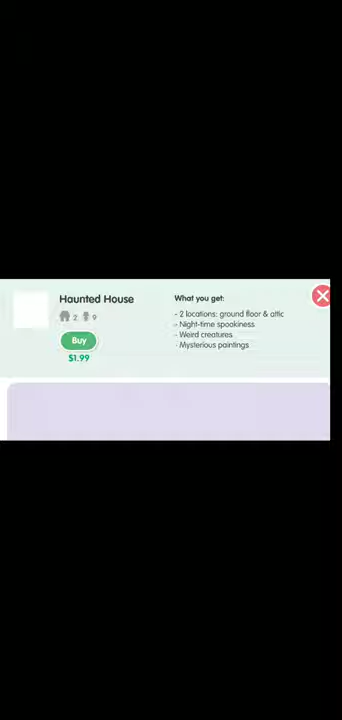 Haunted House
2 9
Buy
$1.99
What you get:
- 2 locations: ground floor & attic
- Night-time spookiness
- Weird creatures
- Mysterious paintings